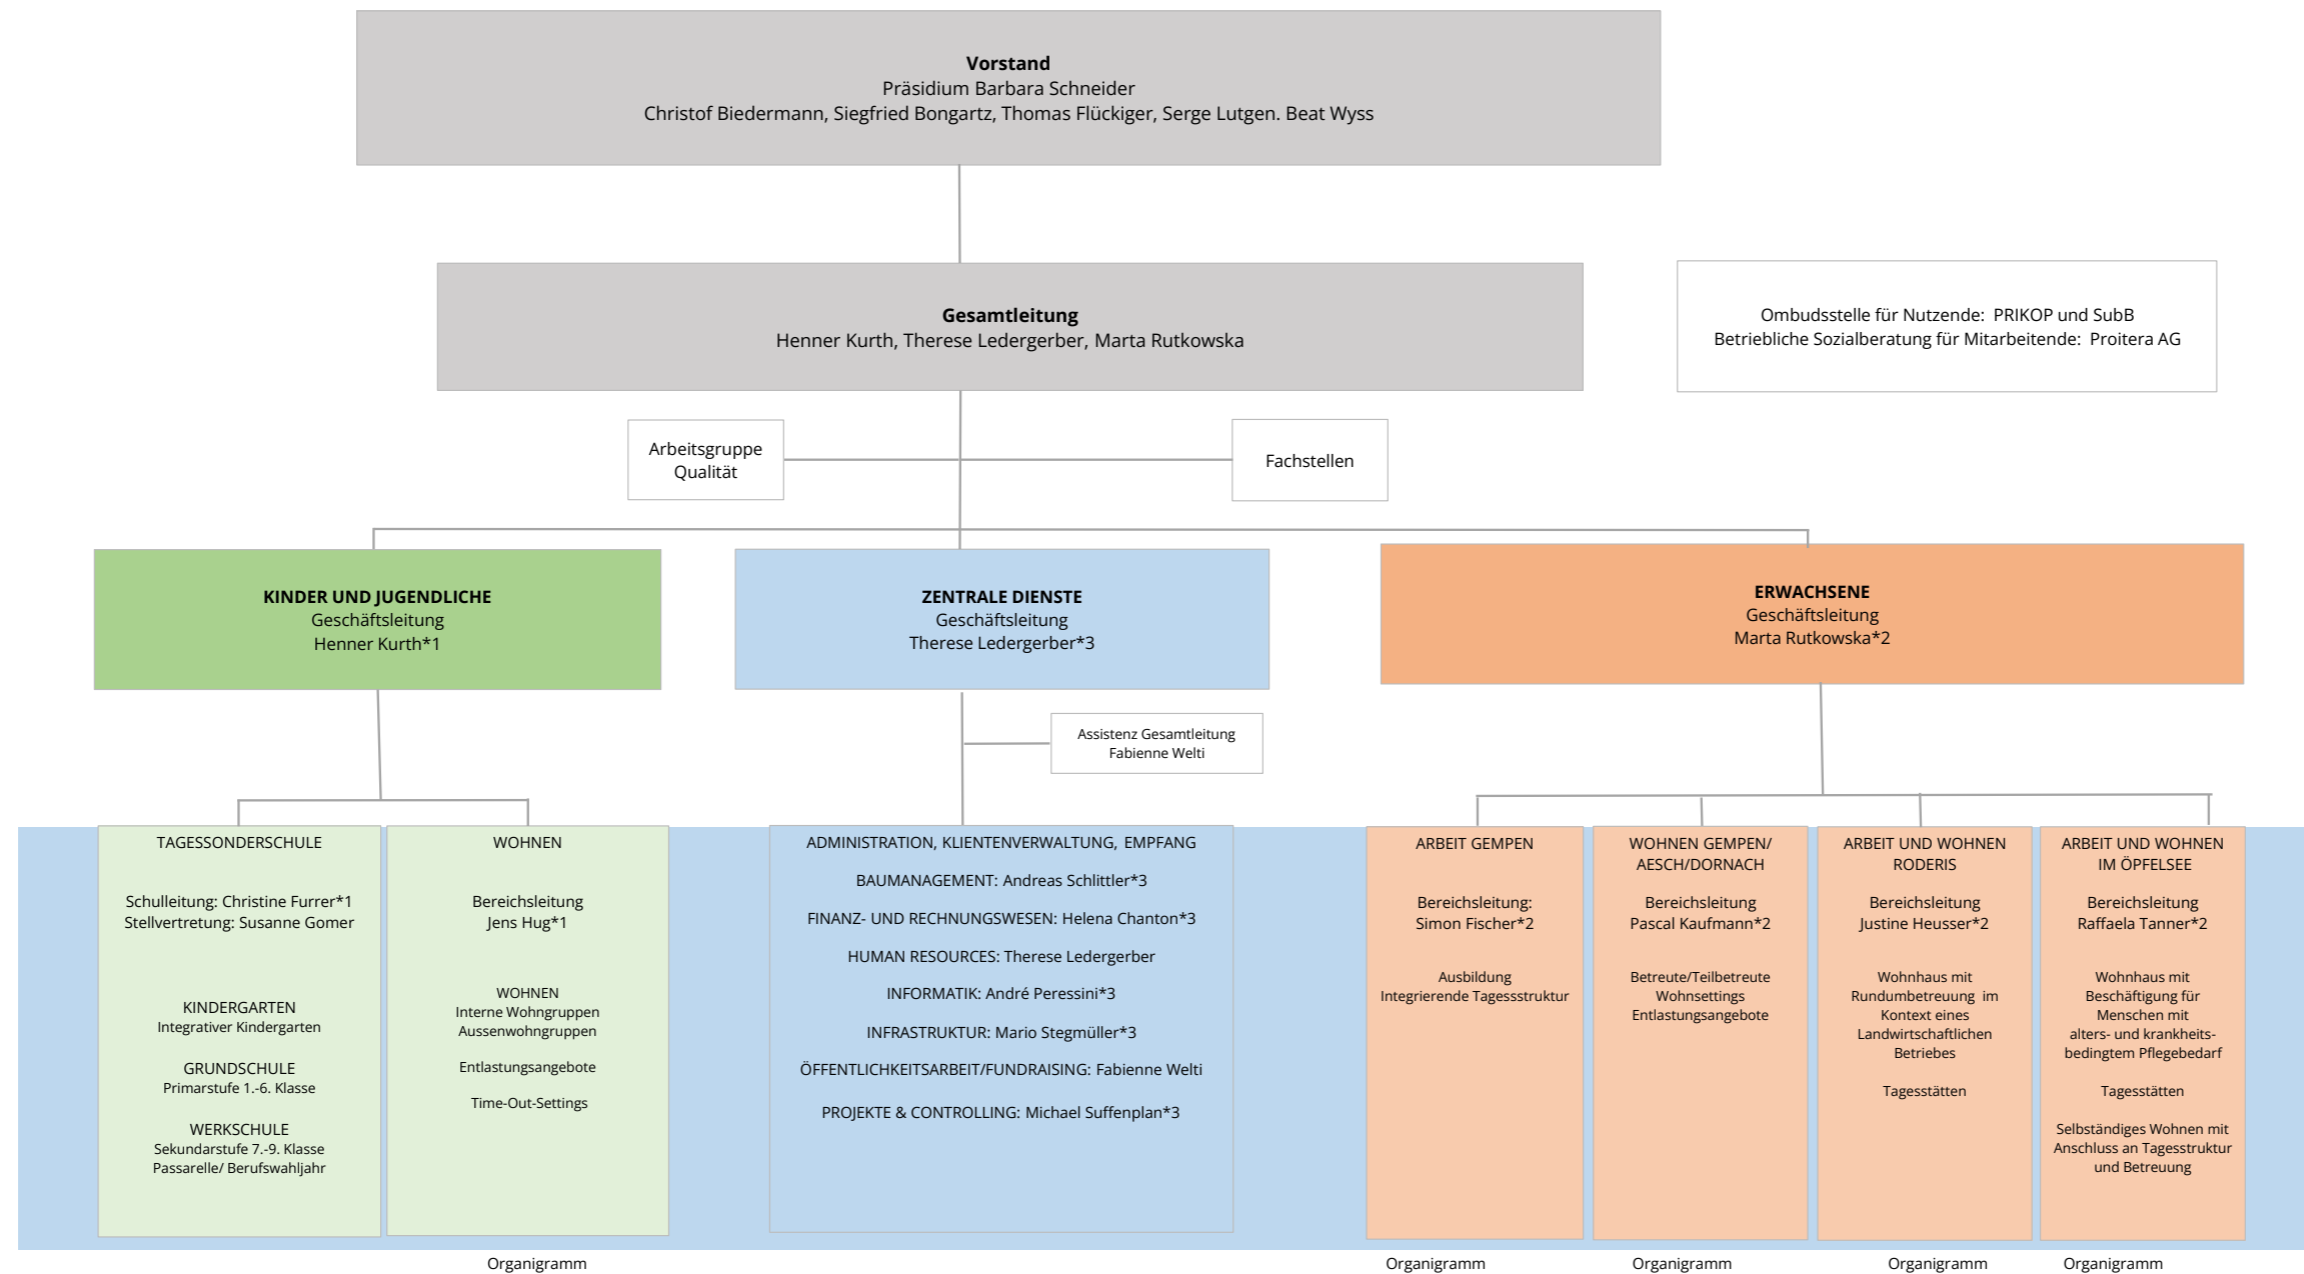 Vorstand
Präsidium Barbara Schneider
Christof Biedermann, Siegfried Bongartz, Thomas Flückiger, Serge Lutgen. Beat Wyss
Gesamtleitung
Henner Kurth, Therese Ledergerber, Marta Rutkowska
Ombudsstelle für Nutzende: PRIKOP und SubB
Betriebliche Sozialberatung für Mitarbeitende: Proitera AG
Arbeitsgruppe
Qualität
Fachstellen
KINDER UND JUGENDLICHE
Geschäftsleitung
Henner Kurth*1
ZENTRALE DIENSTE
Geschäftsleitung
Therese Ledergerber*3
ERWACHSENE
Geschäftsleitung
Marta Rutkowska*2
Assistenz Gesamtleitung
Fabienne Welti
TAGESSONDERSCHULE
Schulleitung: Christine Furrer*1
Stellvertretung: Susanne Gomer
KINDERGARTEN
Integrativer Kindergarten
GRUNDSCHULE
Primarstufe 1.-6. Klasse
WERKSCHULE
Sekundarstufe 7.-9. Klasse
Passarelle/ Berufswahljahr
WOHNEN
Bereichsleitung
Jens Hug*1
WOHNEN
Interne Wohngruppen
Aussenwohngruppen
Entlastungsangebote
Time-Out-Settings
ADMINISTRATION, KLIENTENVERWALTUNG, EMPFANG
BAUMANAGEMENT: Andreas Schlittler*3
FINANZ- UND RECHNUNGSWESEN: Helena Chanton*3
HUMAN RESOURCES: Therese Ledergerber
INFORMATIK: André Peressini*3
INFRASTRUKTUR: Mario Stegmüller*3
ÖFFENTLICHKEITSARBEIT/FUNDRAISING: Fabienne Welti
PROJEKTE & CONTROLLING: Michael Suffenplan*3
ARBEIT GEMPEN
Bereichsleitung:
Simon Fischer*2
Ausbildung
Integrierende Tagessstruktur
WOHNEN GEMPEN/
AESCH/DORNACH
Bereichsleitung
Pascal Kaufmann*2
Betreute/Teilbetreute
Wohnsettings
Entlastungsangebote
ARBEIT UND WOHNEN
RODERIS
Bereichsleitung
Justine Heusser*2
Wohnhaus mit
Rundumbetreuung im
Kontext eines
Landwirtschaftlichen
Betriebes
Tagesstätten
ARBEIT UND WOHNEN
IM ÖPFELSEE
Bereichsleitung
Raffaela Tanner*2
Wohnhaus mit
Beschäftigung für
Menschen mit
alters- und krankheits-
bedingtem Pflegebedarf
Tagesstätten
Selbständiges Wohnen mit
Anschluss an Tagesstruktur
und Betreuung
Organigramm
Organigramm
Organigramm
Organigramm
Organigramm